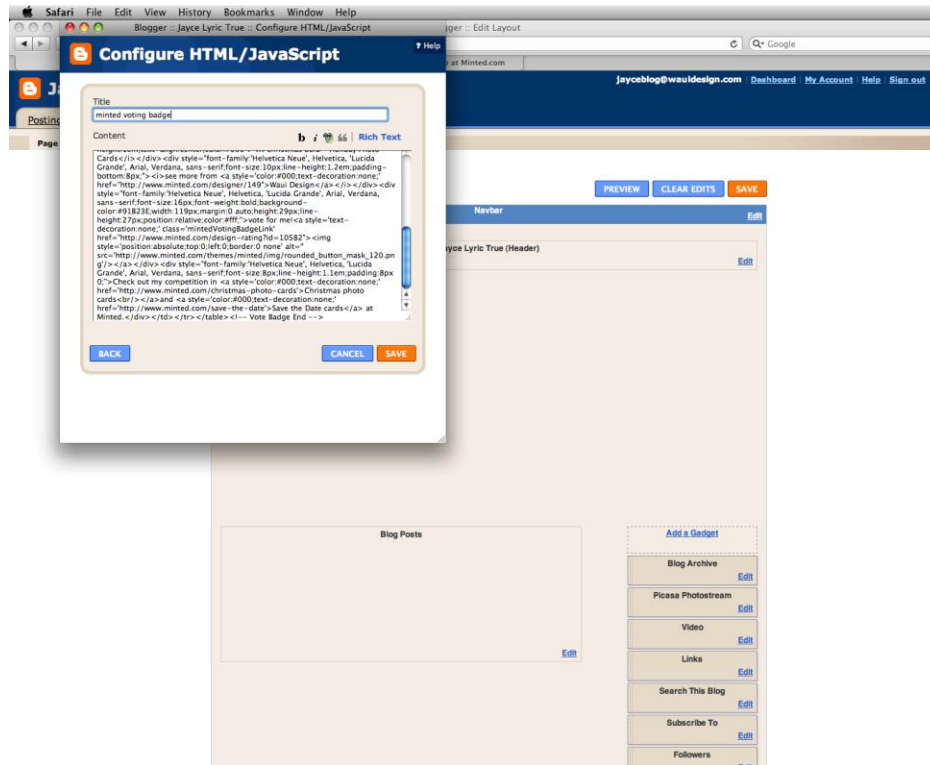 Safari File Edit View History Bookmarks Window Help
Blogger :: Jayce Lyric True :: Configure HTML/JavaScript
gger :: Edit Layout
Google
at Minted.com
jayceblog@wauidesign.com | Dashboard | My Account | Help | Sign out
Posting
Page
Configure HTML/JavaScript
? Help
Title
minted voting badge
Content
b i Rich Text
Cards</i></div><div style="font-family:'Helvetica Neue', Helvetica, 'Lucida
Grande', Arial, Verdana, sans-serif;font-size:10px;line-height:1.2em;padding-
bottom:8px;"><i>see more from <a style='color:#000;text-decoration:none;'
href="http://www.minted.com/designer/149">Waui Design</a></i></div><div
style="font-family:'Helvetica Neue', Helvetica, 'Lucida Grande', Arial, Verdana,
sans-serif;font-size:16px;font-weight:bold;background-
color:#91B23E;width:119px;margin:0 auto;height:29px;line-
height:27px;position:relative;color:#fff;">vote for me!<a style='text-
decoration:none;' class='mintedVotingBadgeLink'
href="http://www.minted.com/design-rating?id=10582"><img
style='position:absolute;top:0;left:0;border:0 none' alt=''
src='http://www.minted.com/themes/minted/img/rounded_button_mask_120.pn
g'/></a></div><div style="font-family:'Helvetica Neue', Helvetica, 'Lucida
Grande', Arial, Verdana, sans-serif;font-size:8px;line-height:1.1em;padding:8px
0;">Check out my competition in <a style='color:#000;text-decoration:none;'
href='http://www.minted.com/christmas-photo-cards'>Christmas photo
cards<br/></a>and <a style='color:#000;text-decoration:none;'
href='http://www.minted.com/save-the-date'>Save the Date cards</a> at
Minted.</div></td></tr></table><!-- Vote Badge End -->
BACK
CANCEL SAVE
PREVIEW CLEAR EDITS SAVE
Navbar
Edit
yce Lyric True (Header)
Edit
Blog Posts
Edit
Add a Gadget
Blog Archive
Edit
Picasa Photostream
Edit
Video
Edit
Links
Edit
Search This Blog
Edit
Subscribe To
Edit
Followers